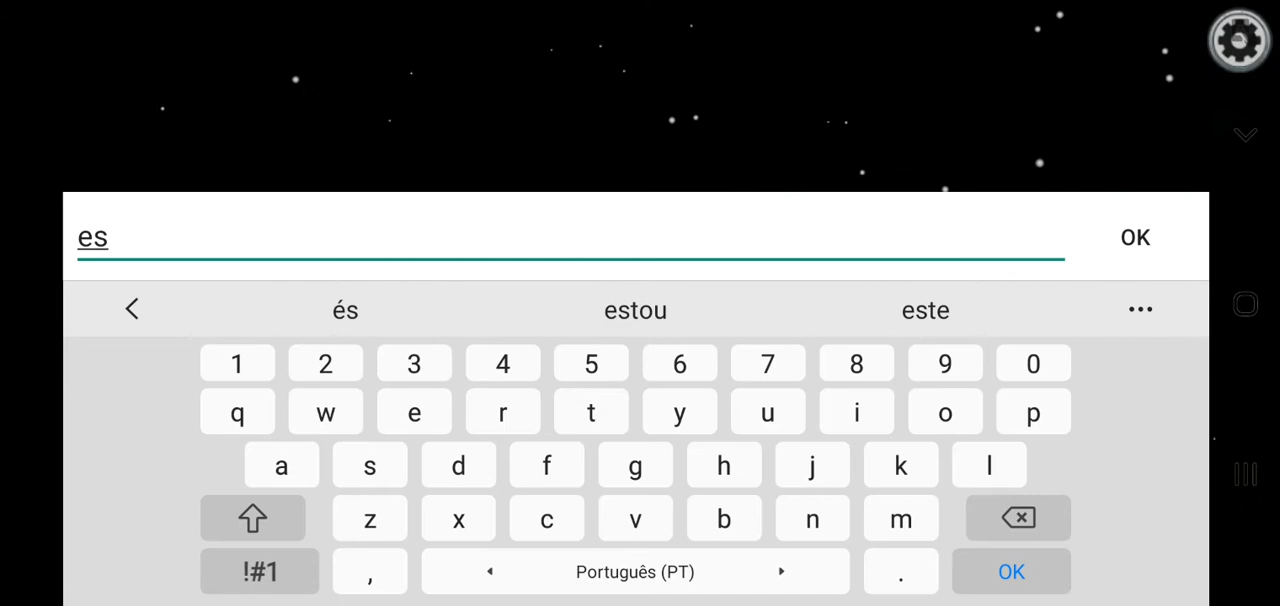 es
OK
és estou este
1 2 3 4 5 6 7 8 9 0
q w e r t y u i o p
a s d f g h j k l
z x c v b n m
!#1 , Português (PT) . OK